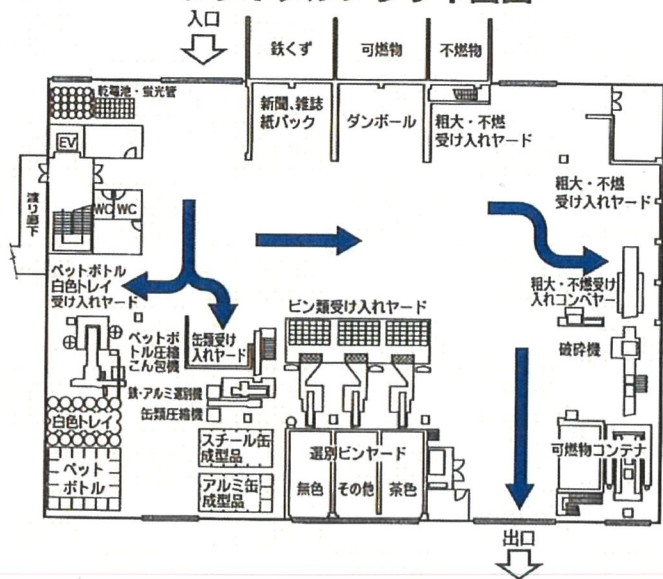 入口
鉄くず
可燃物
不燃物
乾電池・蛍光管
新聞、雑誌
紙パック
ダンボール
粗大・不燃
受け入れヤード
EV
WC
WC
渡り廊下
粗大・不燃
受け入れヤード
ペットボトル
白色トレイ
受け入れヤード
粗大・不燃受け
入れコンベヤー
ビン類受け入れヤード
ペットボ
トル圧縮
こん包機
缶類受け
入れヤード
破砕機
鉄・アルミ選別機
缶類圧縮機
白色トレイ
スチール缶
成型品
選別ビンヤード
可燃物コンテナ
ペット
ボトル
アルミ缶
成型品
無色
その他
茶色
出口